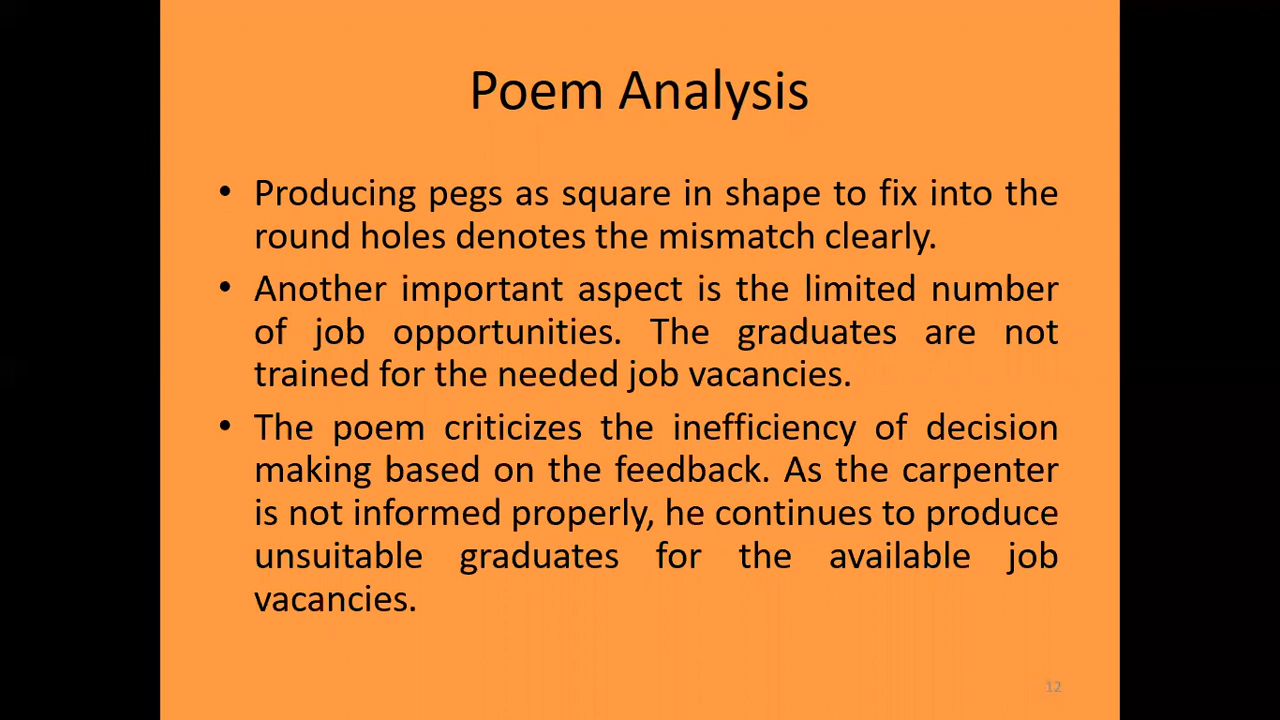 Poem Analysis
• Producing pegs as square in shape to fix into the
round holes denotes the mismatch clearly.
• Another important aspect is the limited number
of job opportunities. The graduates are not
trained for the needed job vacancies.
• The poem criticizes the inefficiency of decision
making based on the feedback. As the carpenter
is not informed properly, he continues to produce
unsuitable graduates for the available job
vacancies.
12